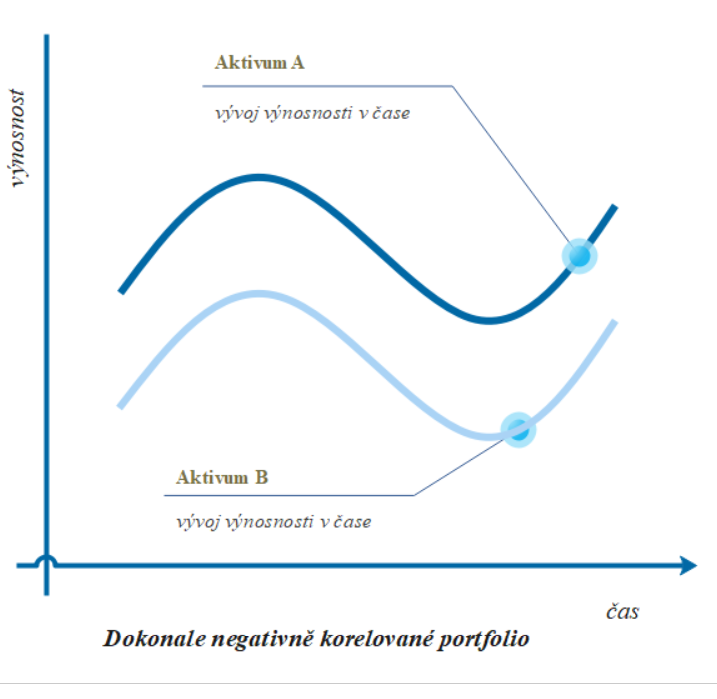 Aktivum A
vývoj výnosnosti v čase
výnosnost
Aktivum B
vývoj výnosnosti v čase
čas
Dokonale negativně korelované portfolio